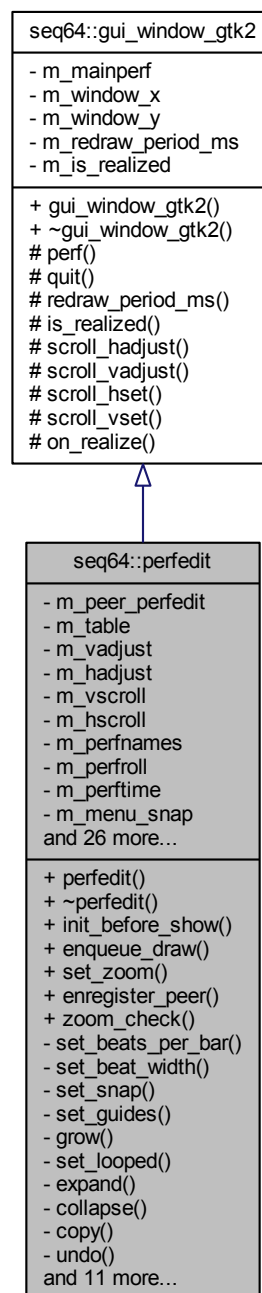 seq64::gui_window_gtk2
- m_mainperf
- m_window_x
- m_window_y
- m_redraw_period_ms
- m_is_realized
+ gui_window_gtk2()
+ ~gui_window_gtk2()
# perf()
# quit()
# redraw_period_ms()
# is_realized()
# scroll_hadjust()
# scroll_vadjust()
# scroll_hset()
# scroll_vset()
# on_realize()
seq64::perfedit
- m_peer_perfedit
- m_table
- m_vadjust
- m_hadjust
- m_vscroll
- m_hscroll
- m_perfnames
- m_perfroll
- m_perftime
- m_menu_snap
and 26 more...
+ perfedit()
+ ~perfedit()
+ init_before_show()
+ enqueue_draw()
+ set_zoom()
+ enregister_peer()
+ zoom_check()
- set_beats_per_bar()
- set_beat_width()
- set_snap()
- set_guides()
- grow()
- set_looped()
- expand()
- collapse()
- copy()
- undo()
and 11 more...